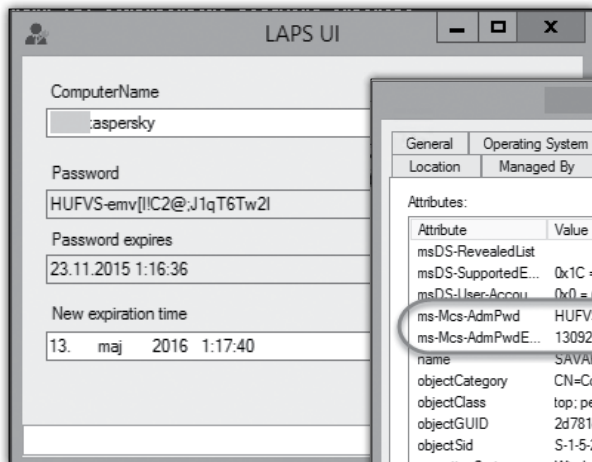 LAPS UI
ComputerName
:aspersky
Password
HUFVS-emv[I!C2@;J1qT6Tw2I
Password expires
23.11.2015 1:16:36
New expiration time
13. maj 2016 1:17:40
General Operating System
Location Managed By
Attributes:
Attribute Value
msDS-RevealedList
msDS-SupportedE... 0x1C =
msDS-User-Accou 0x0 =
ms-Mcs-AdmPwd HUFVS
ms-Mcs-AdmPwdE... 13092
name SAVA
objectCategory CN=Co
objectClass top; pe
objectGUID 2d781
objectSid S-1-5-2